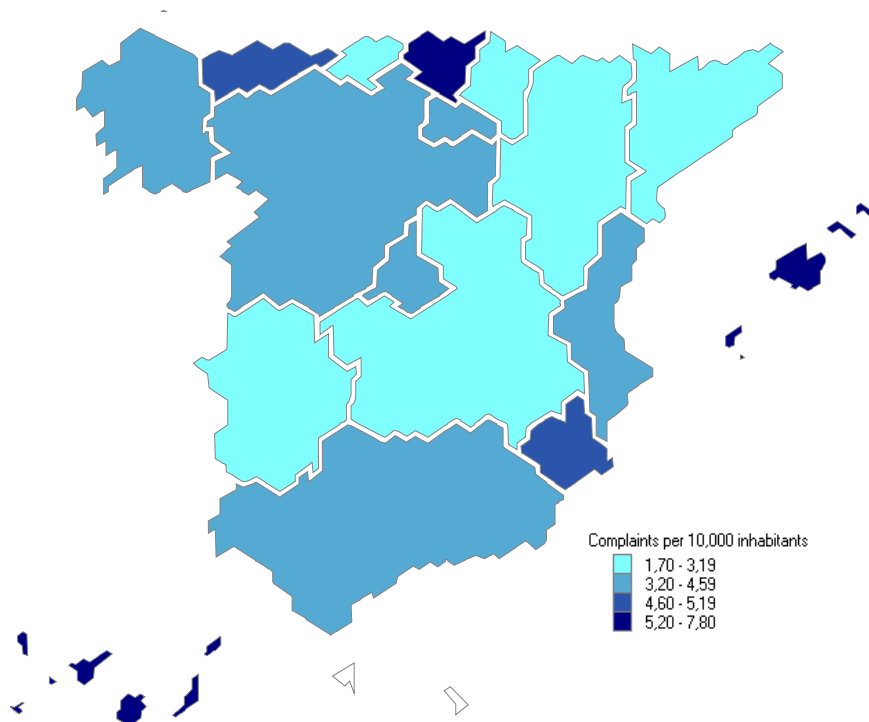 Complaints per 10,000 inhabitants
1,70 - 3,19
3,20 - 4,59
4,60 - 5,19
5,20 - 7,80